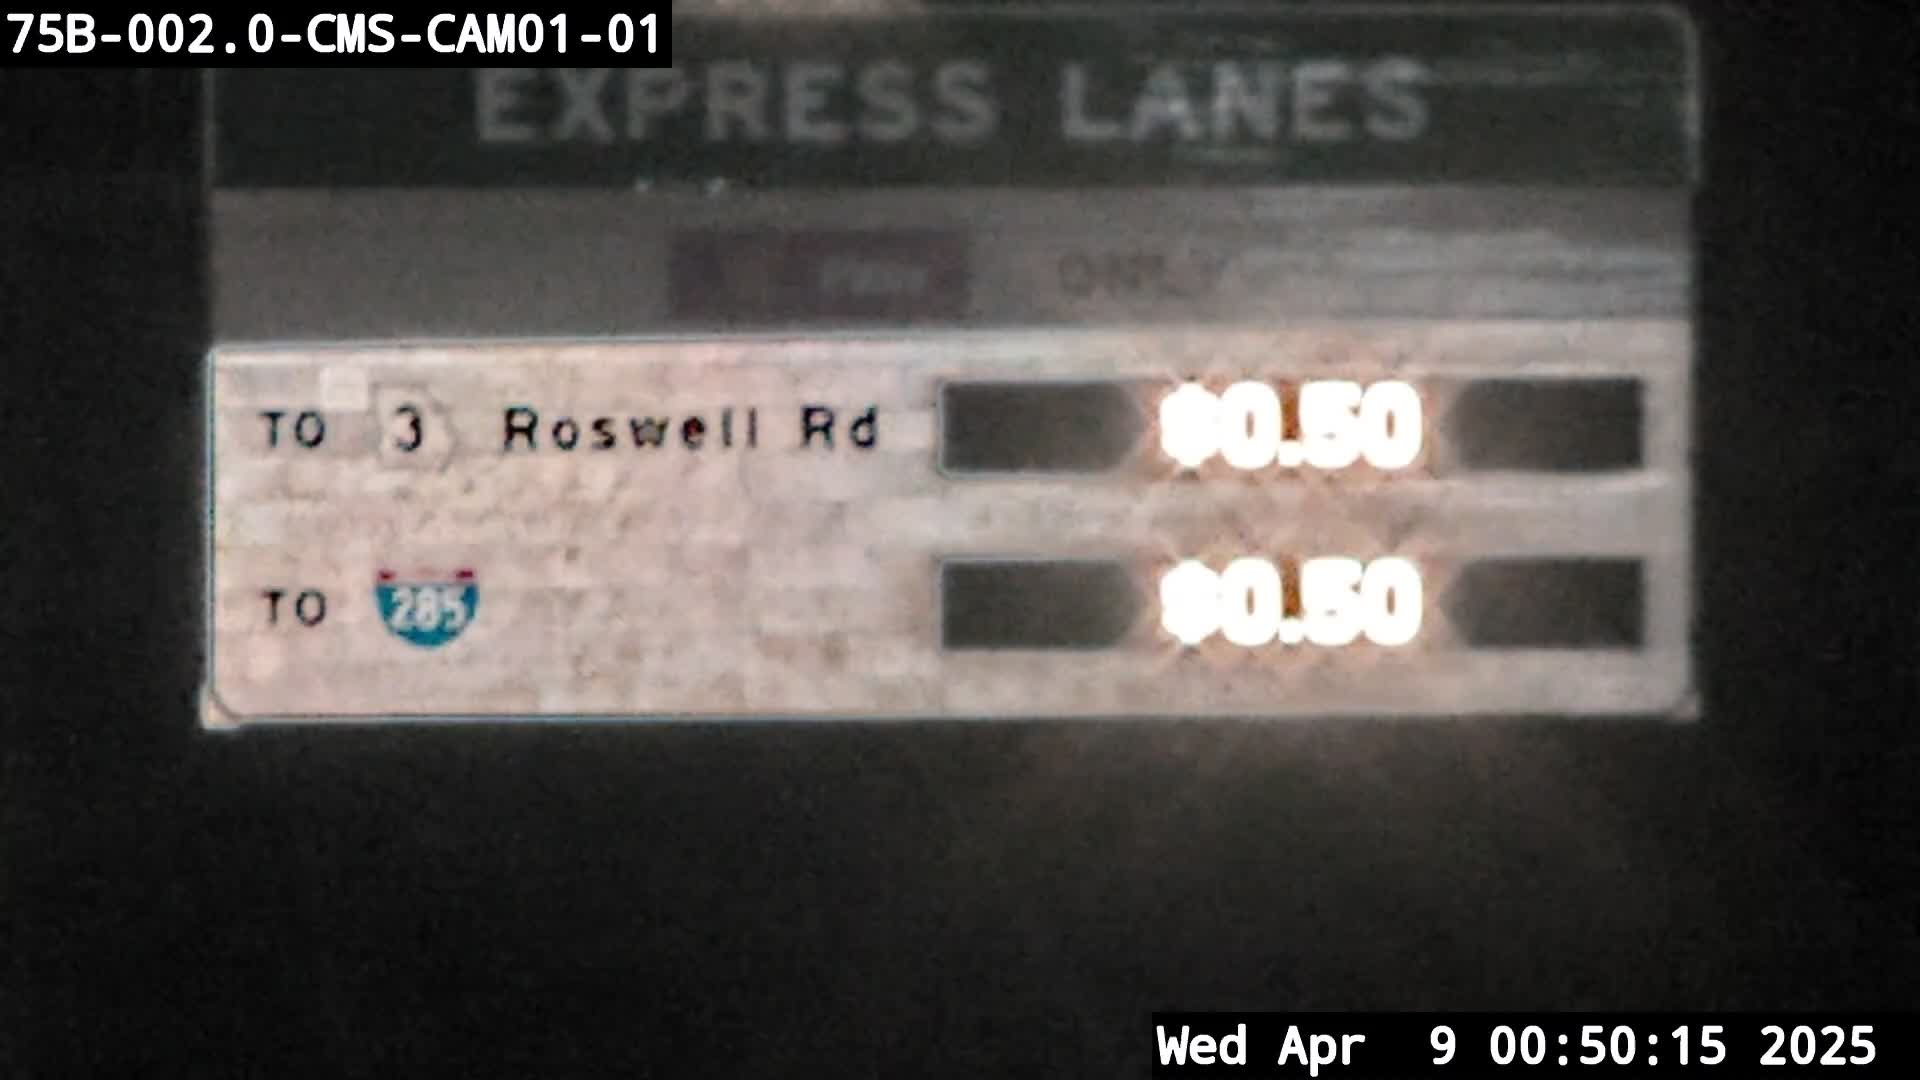 75B-002.0-CMS-CAM01-01
EXPRESS LANES
ONLY
TO 3 Roswell Rd $0.50
TO 285 $0.50
Wed Apr 9 00:50:15 2025